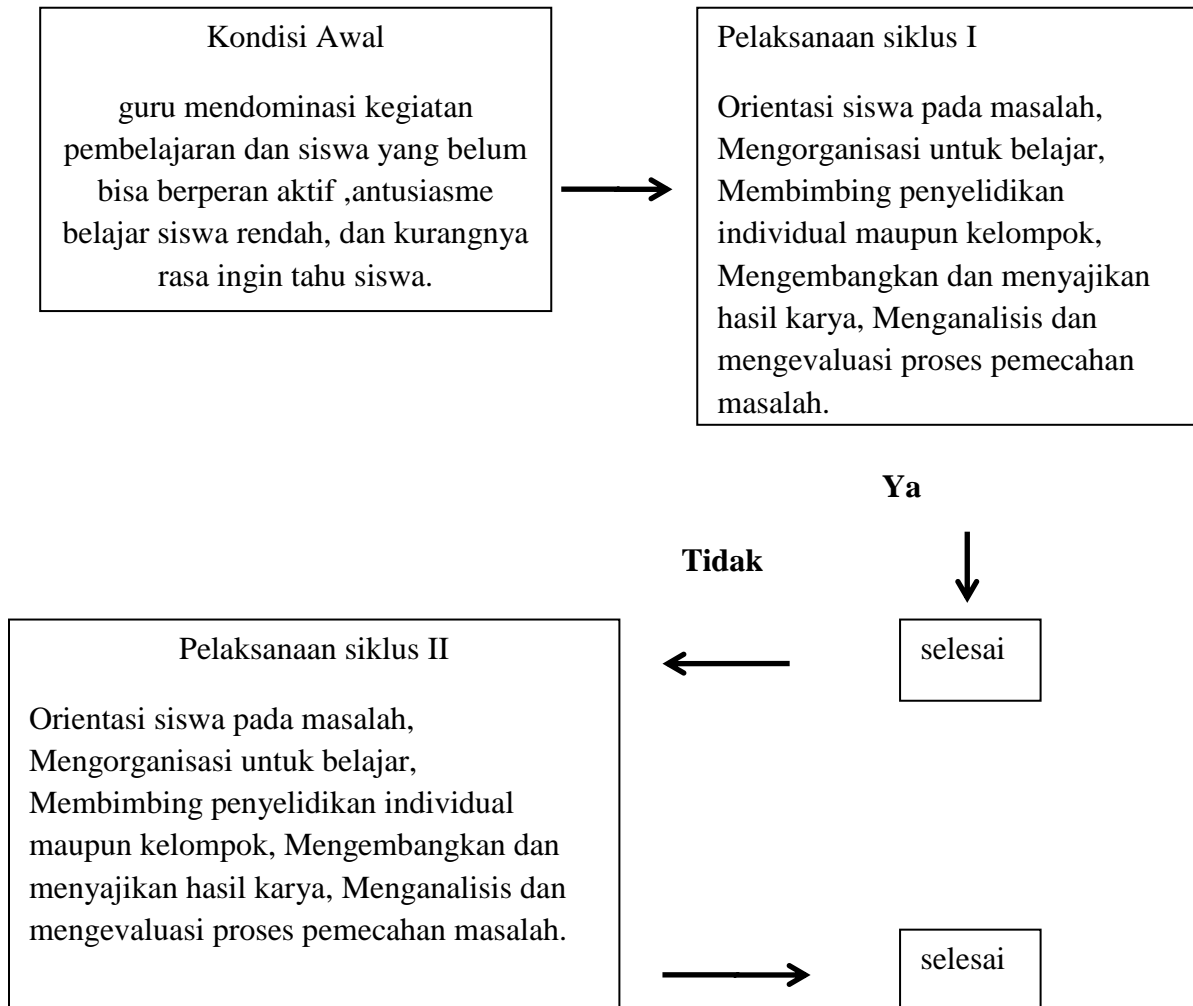 Kondisi Awal
guru mendominasi kegiatan
pembelajaran dan siswa yang belum
bisa berperan aktif ,antusiasme
belajar siswa rendah, dan kurangnya
rasa ingin tahu siswa.
Pelaksanaan siklus I
Orientasi siswa pada masalah,
Mengorganisasi untuk belajar,
Membimbing penyelidikan
individual maupun kelompok,
Mengembangkan dan menyajikan
hasil karya, Menganalisis dan
mengevaluasi proses pemecahan
masalah.
Ya
Tidak
selesai
Pelaksanaan siklus II
Orientasi siswa pada masalah,
Mengorganisasi untuk belajar,
Membimbing penyelidikan individual
maupun kelompok, Mengembangkan dan
menyajikan hasil karya, Menganalisis dan
mengevaluasi proses pemecahan masalah.
selesai